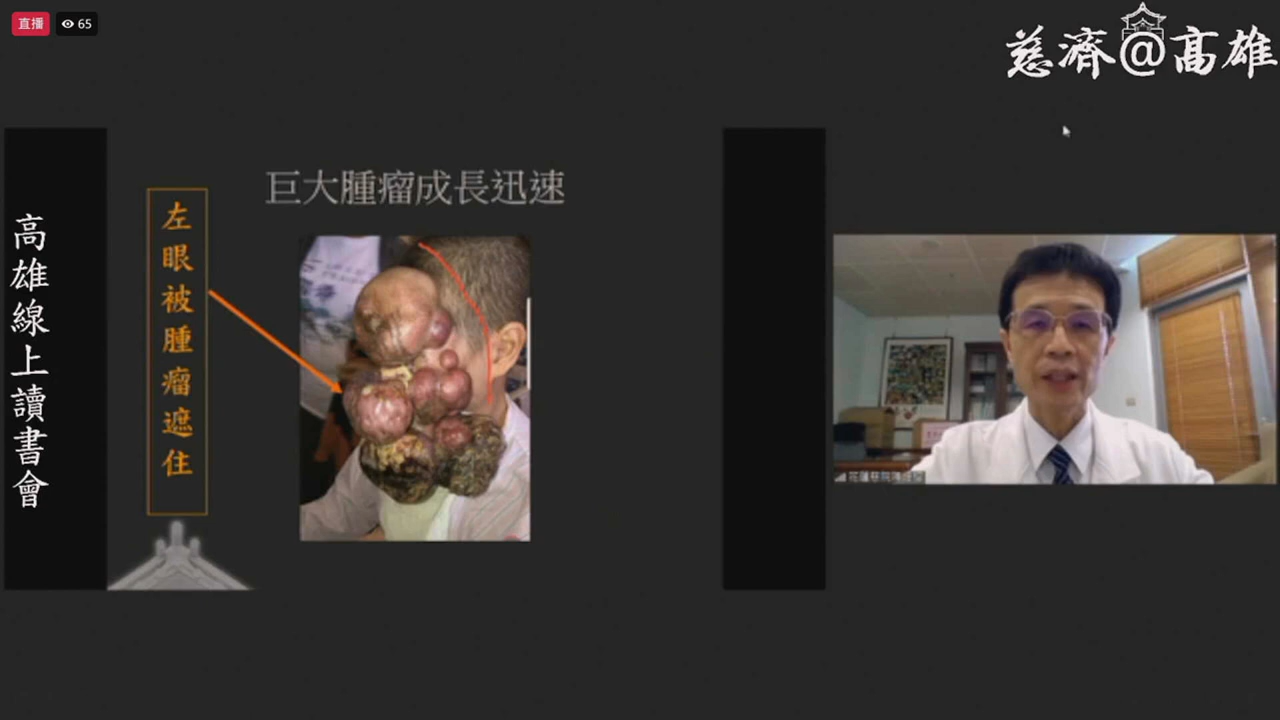 直播
65
慈濟@高雄
高雄線上讀書會
左眼被腫瘤遮住
巨大腫瘤成長迅速